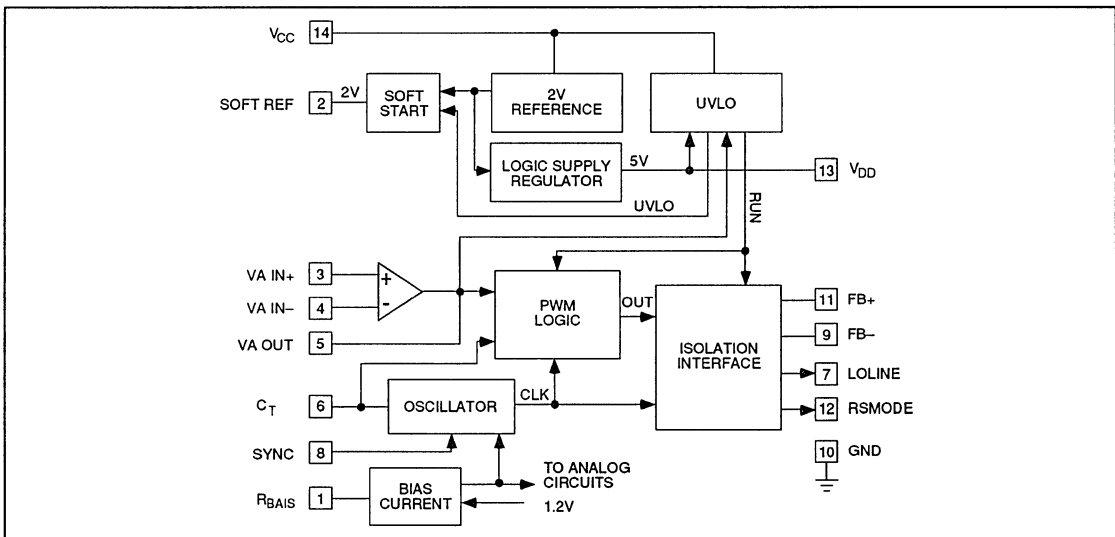 VCC 14
SOFT REF 2 2V
SOFT START
2V REFERENCE
UVLO
LOGIC SUPPLY REGULATOR
5V
13 VDD
UVLO
RUN
VA IN+ 3
+
VA IN– 4
-
VA OUT 5
PWM LOGIC
OUT
ISOLATION INTERFACE
11 FB+
9 FB–
7 LOLINE
12 RSMODE
CT 6
OSCILLATOR
CLK
SYNC 8
10 GND
RBAIS 1
BIAS CURRENT
TO ANALOG CIRCUITS
1.2V